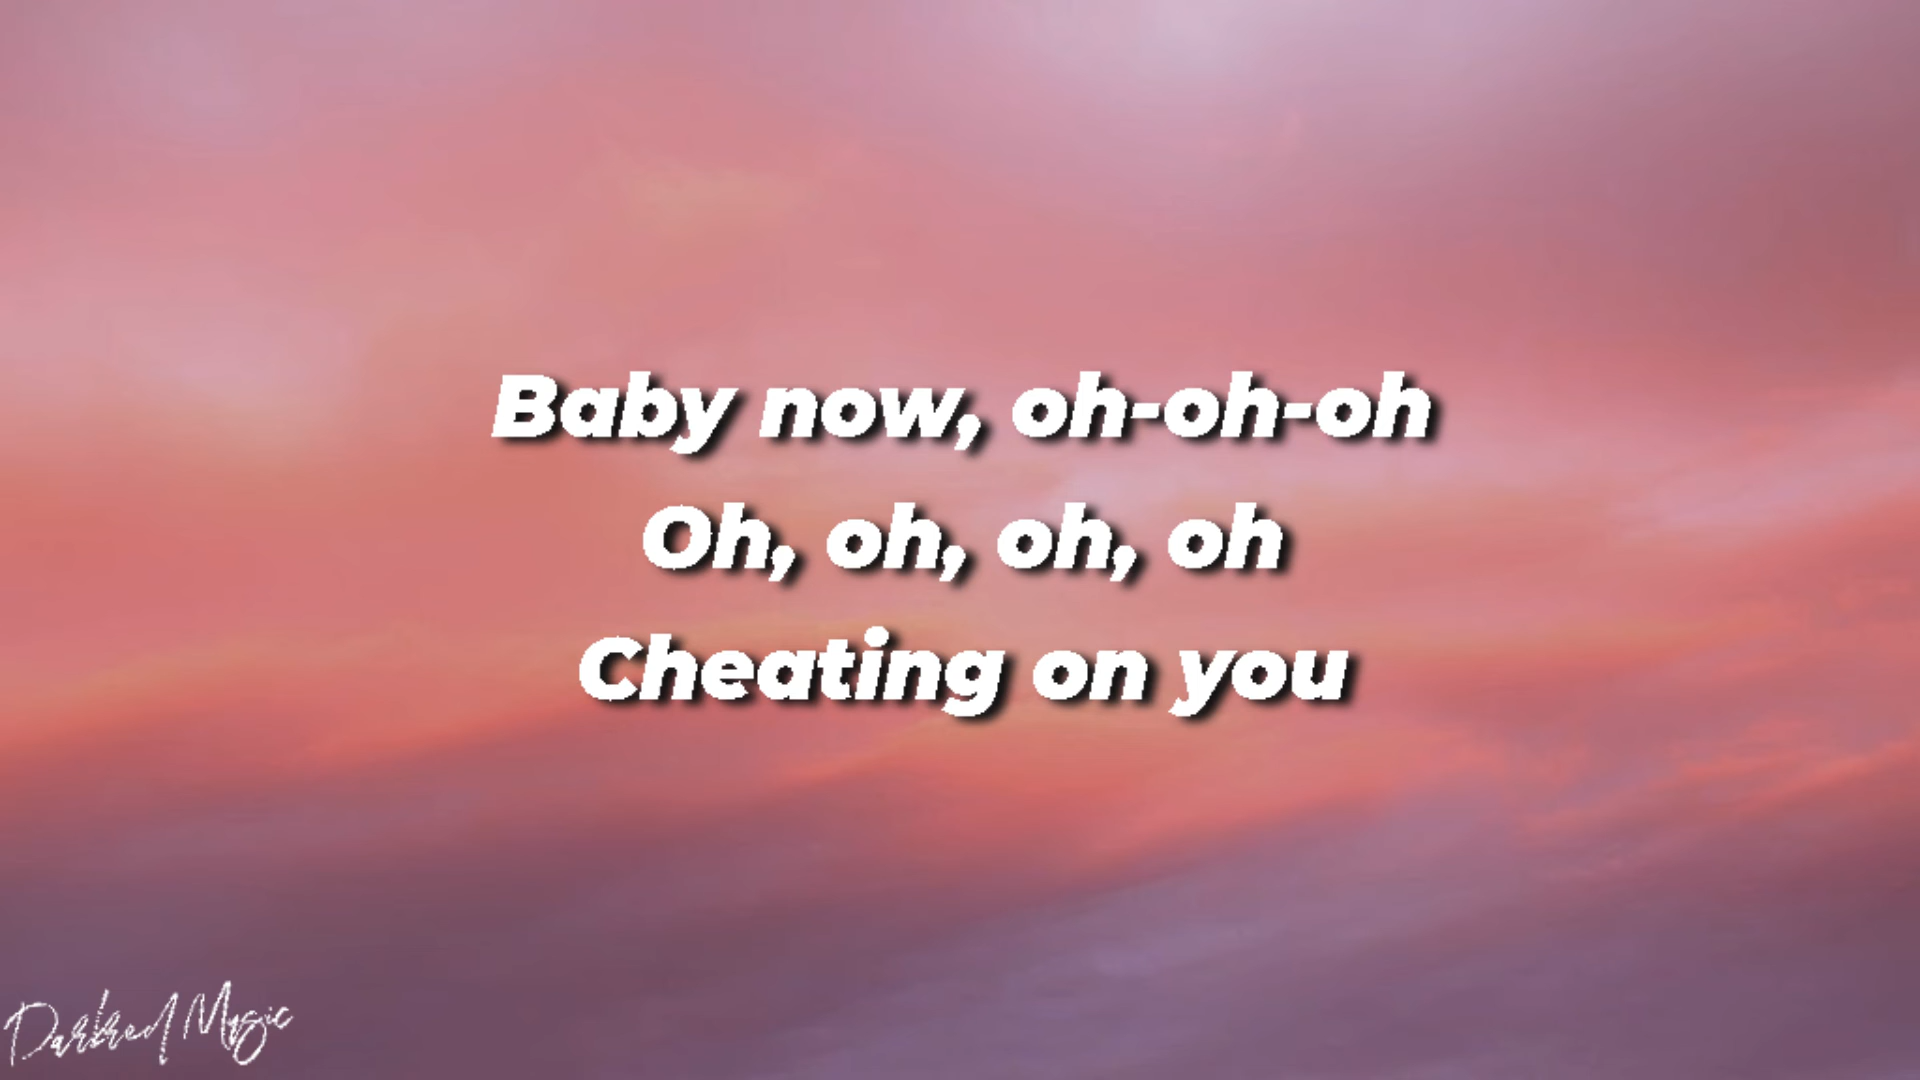 Baby now, oh-oh-oh
Oh, oh, oh, oh
Cheating on you
Darkred Music